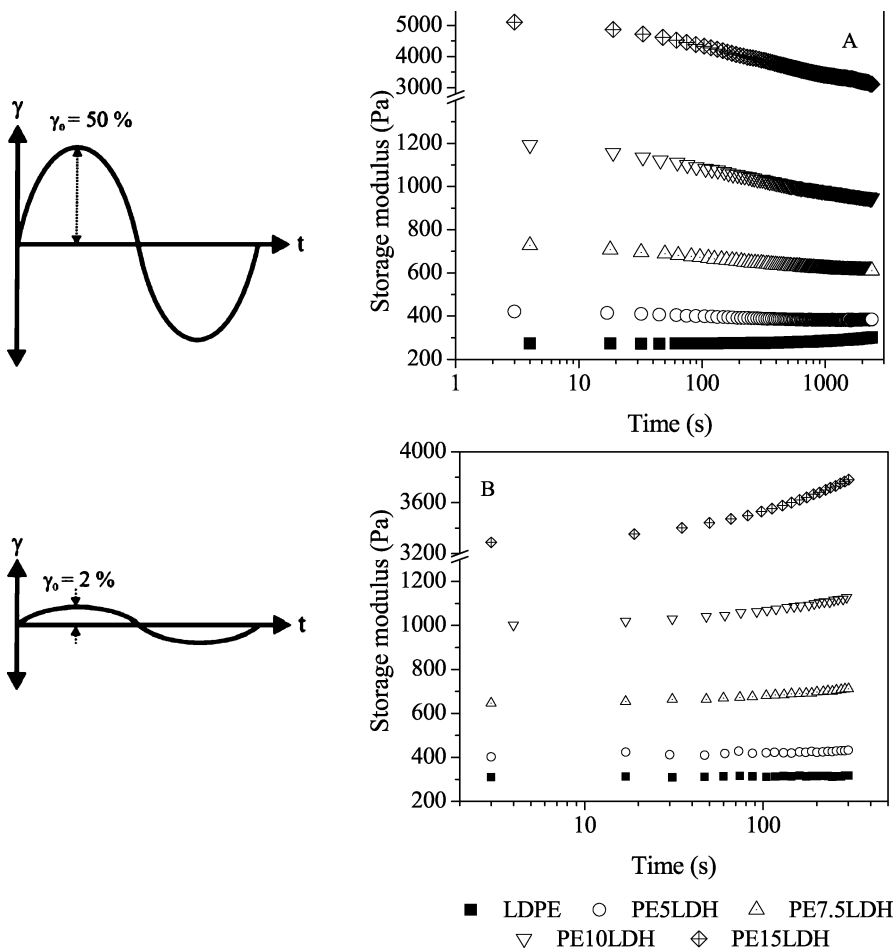 γ
γ₀ = 50 %
t
A
Storage modulus (Pa)
5000
4000
3000
1200
1000
800
600
400
200
1 10 100 1000
Time (s)
γ
γ₀ = 2 %
t
B
Storage modulus (Pa)
4000
3600
3200
1200
1000
800
600
400
200
10 100
Time (s)
LDPE PE5LDH PE7.5LDH
PE10LDH PE15LDH